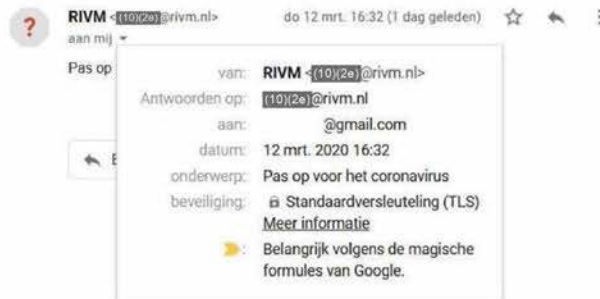 RIVM <(10)(2e)@rivm.nl> do 12 mrt. 16:32 (1 dag geleden)
aan mij
Pas op
van: RIVM <(10)(2e)@rivm.nl>
Antwoorden op: (10)(2e)@rivm.nl
aan: @gmail.com
datum: 12 mrt. 2020 16:32
onderwerp: Pas op voor het coronavirus
beveiliging: Standaardversleuteling (TLS)
Meer informatie
: Belangrijk volgens de magische
formules van Google.